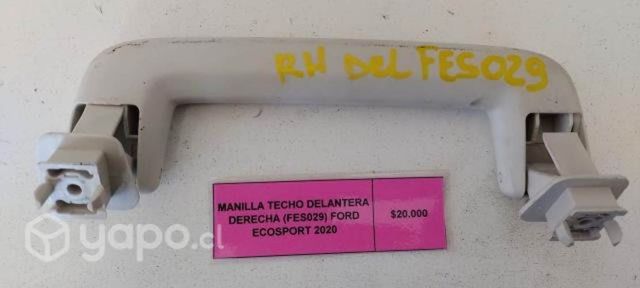 RH DEL FES029
MANILLA TECHO DELANTERA
DERECHA (FES029) FORD
ECOSPORT 2020
$20.000
yapo.cl